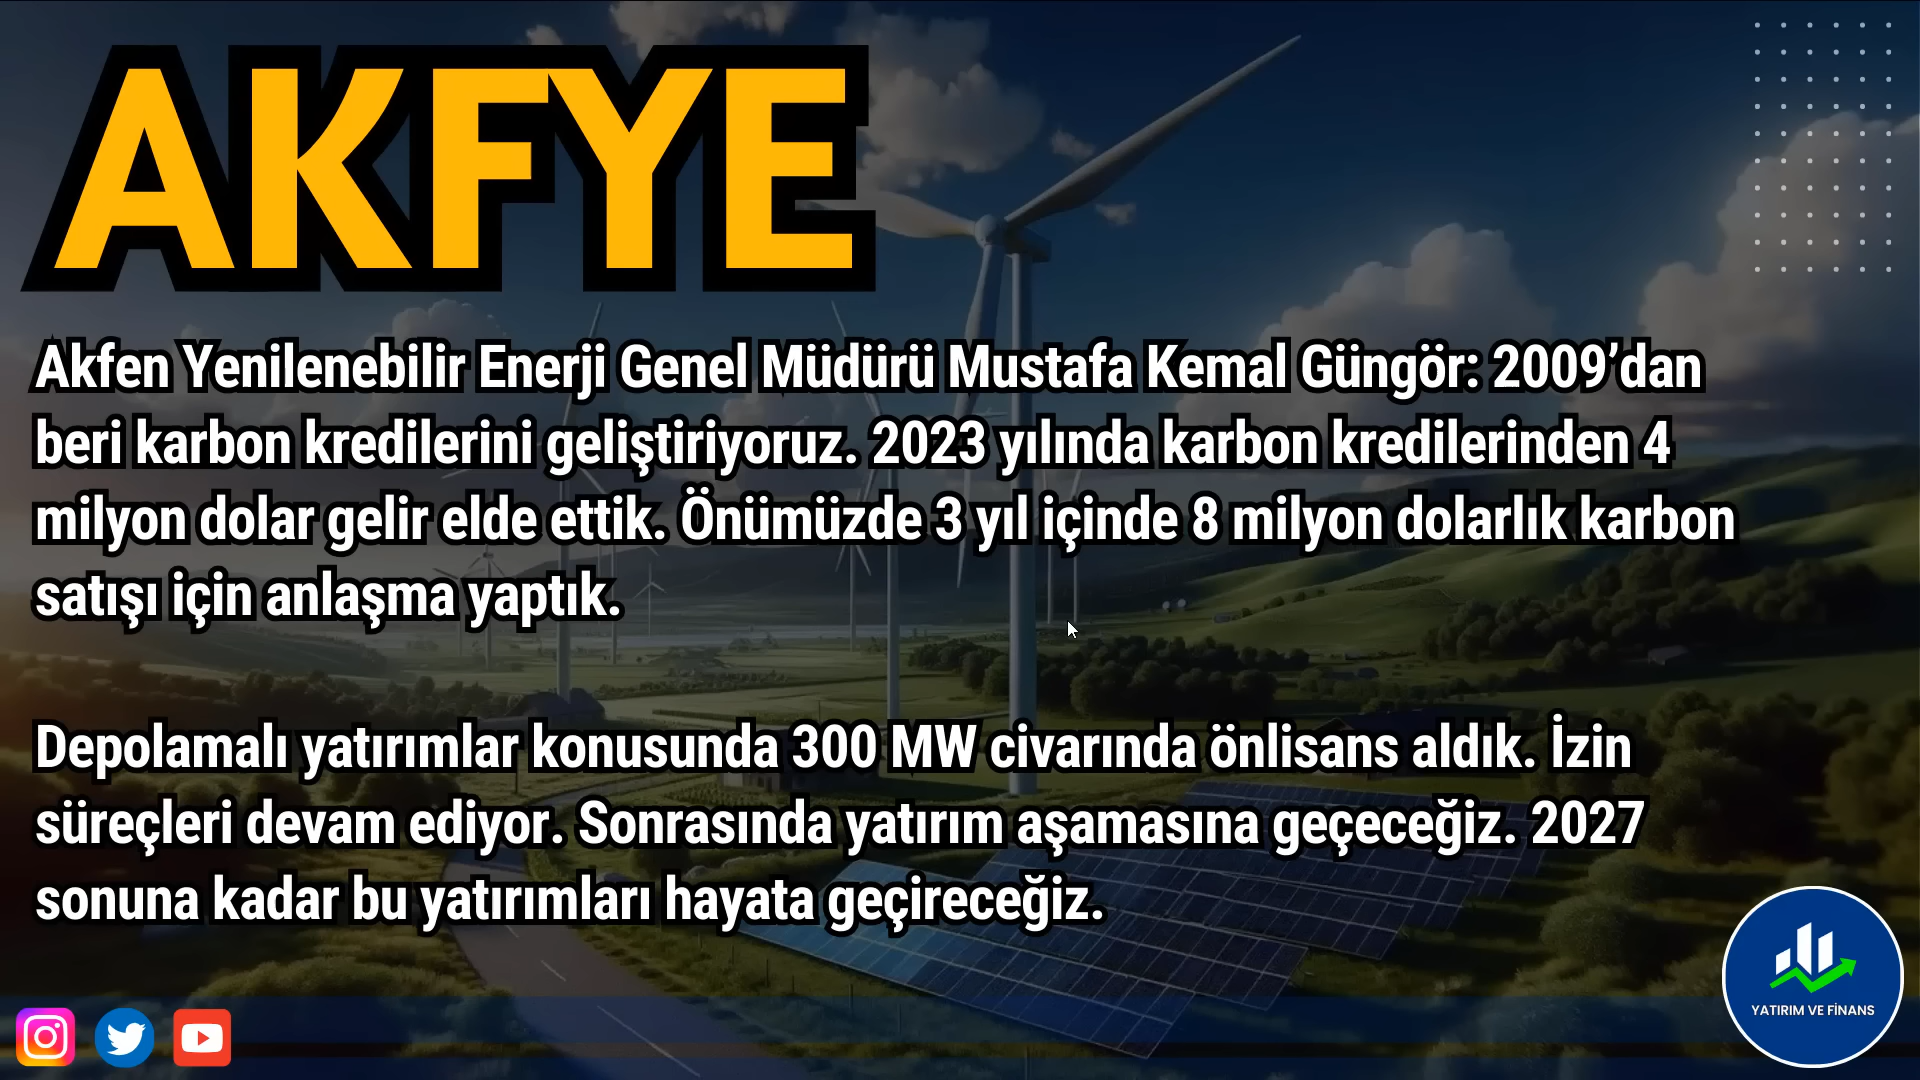 AKFYE
Akfen Yenilenebilir Enerji Genel Müdürü Mustafa Kemal Güngör: 2009’dan
beri karbon kredilerini geliştiriyoruz. 2023 yılında karbon kredilerinden 4
milyon dolar gelir elde ettik. Önümüzde 3 yıl içinde 8 milyon dolarlık karbon
satışı için anlaşma yaptık.
Depolamalı yatırımlar konusunda 300 MW civarında önlisans aldık. İzin
süreçleri devam ediyor. Sonrasında yatırım aşamasına geçeceğiz. 2027
sonuna kadar bu yatırımları hayata geçireceğiz.
YATIRIM VE FİNANS